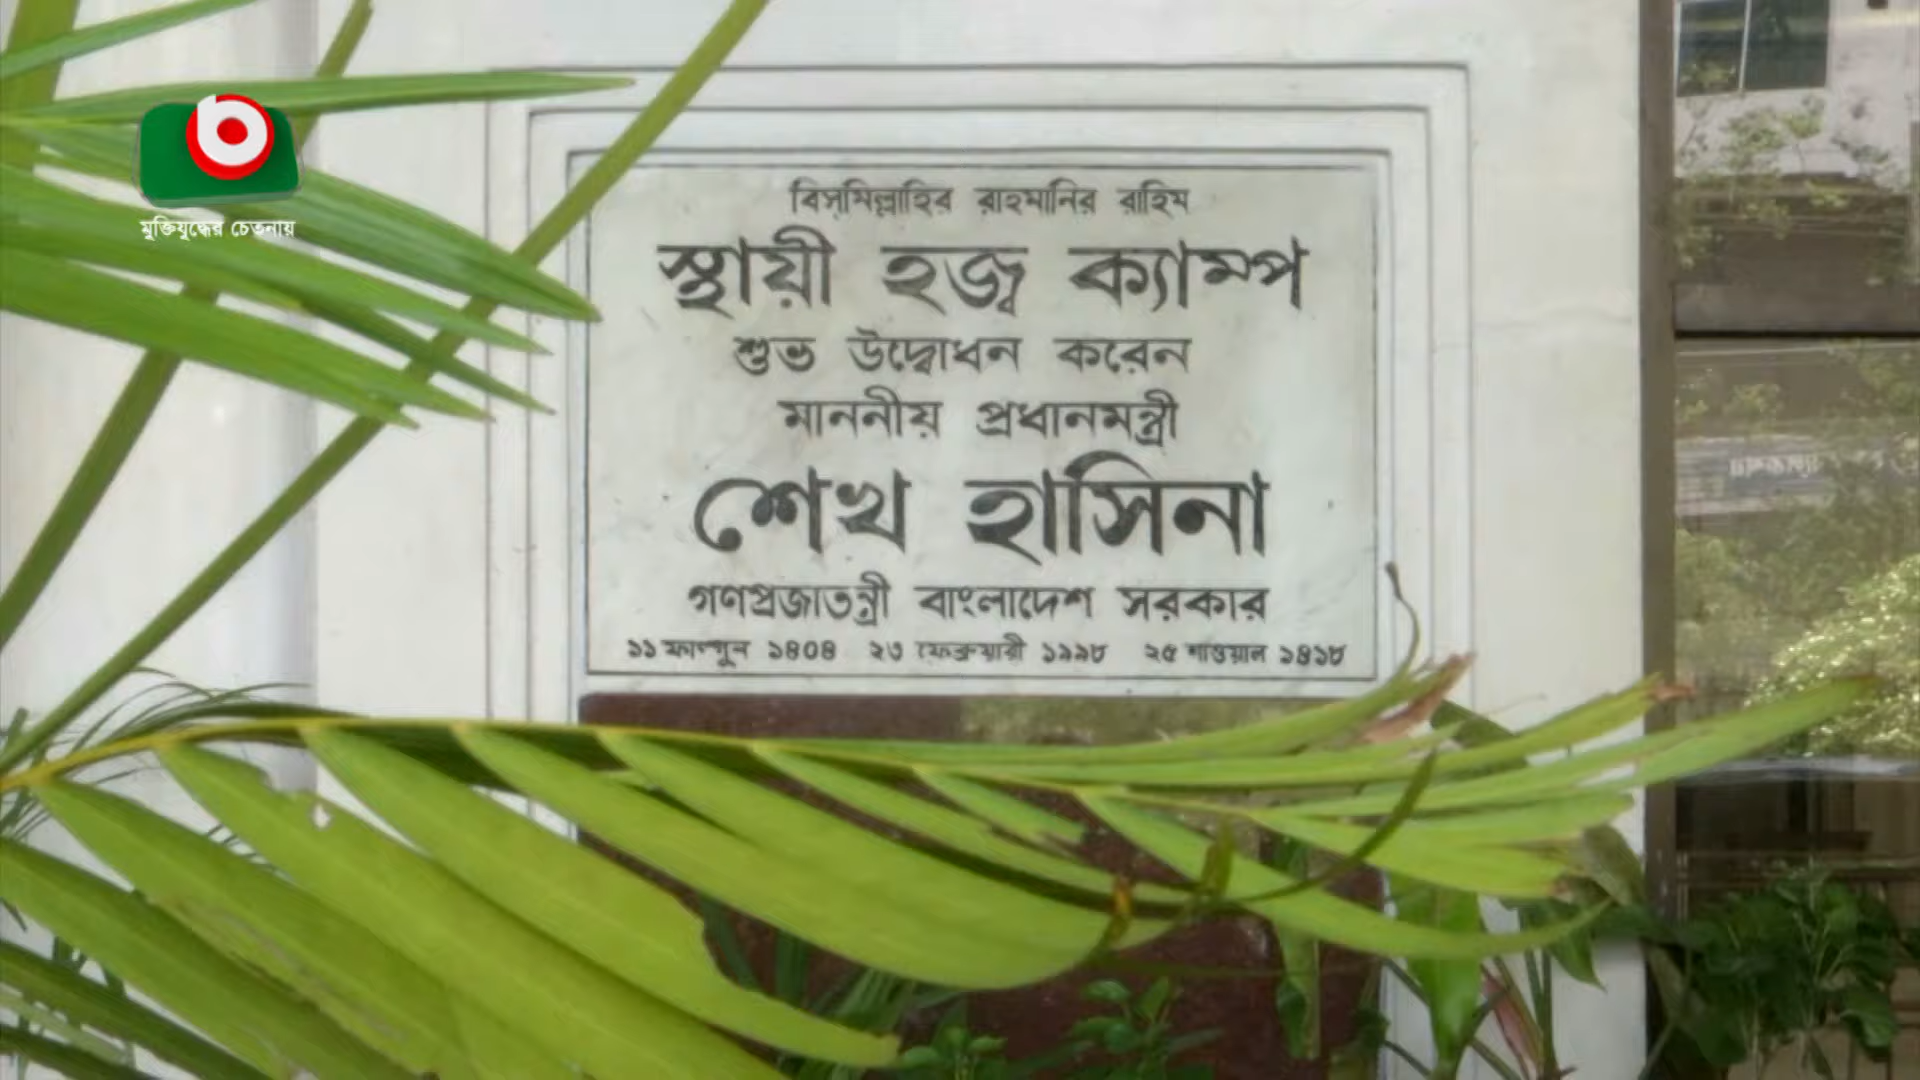 মুক্তিযুদ্ধের চেতনায়
বিস্‌মিল্লাহির রাহমানির রাহিম
স্থায়ী হজ্ব ক্যাম্প
শুভ উদ্বোধন করেন
মাননীয় প্রধানমন্ত্রী
শেখ হাসিনা
গণপ্রজাতন্ত্রী বাংলাদেশ সরকার
১১ ফাল্গুন ১৪০৪ ২৩ ফেব্রুয়ারী ১৯৯৮ ২৫ শাওয়াল ১৪১৮